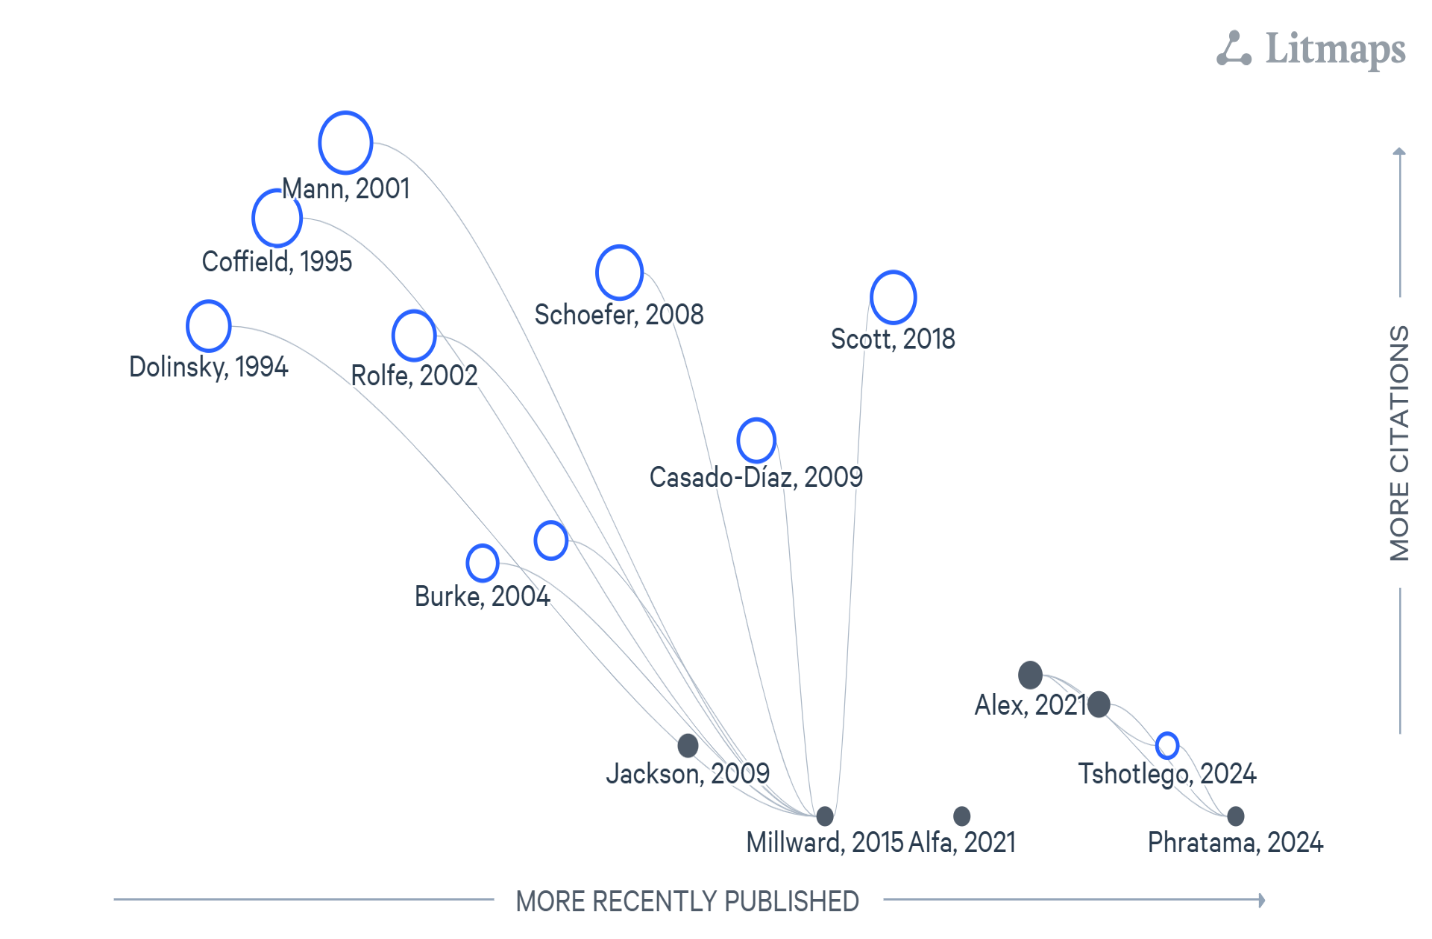 Litmaps
Mann, 2001
Coffield, 1995
Schoefer, 2008
Scott, 2018
Dolinsky, 1994
Rolfe, 2002
Casado-Díaz, 2009
Burke, 2004
Alex, 2021
Jackson, 2009
Tshotlego, 2024
Millward, 2015
Alfa, 2021
Phratama, 2024
MORE RECENTLY PUBLISHED
MORE CITATIONS